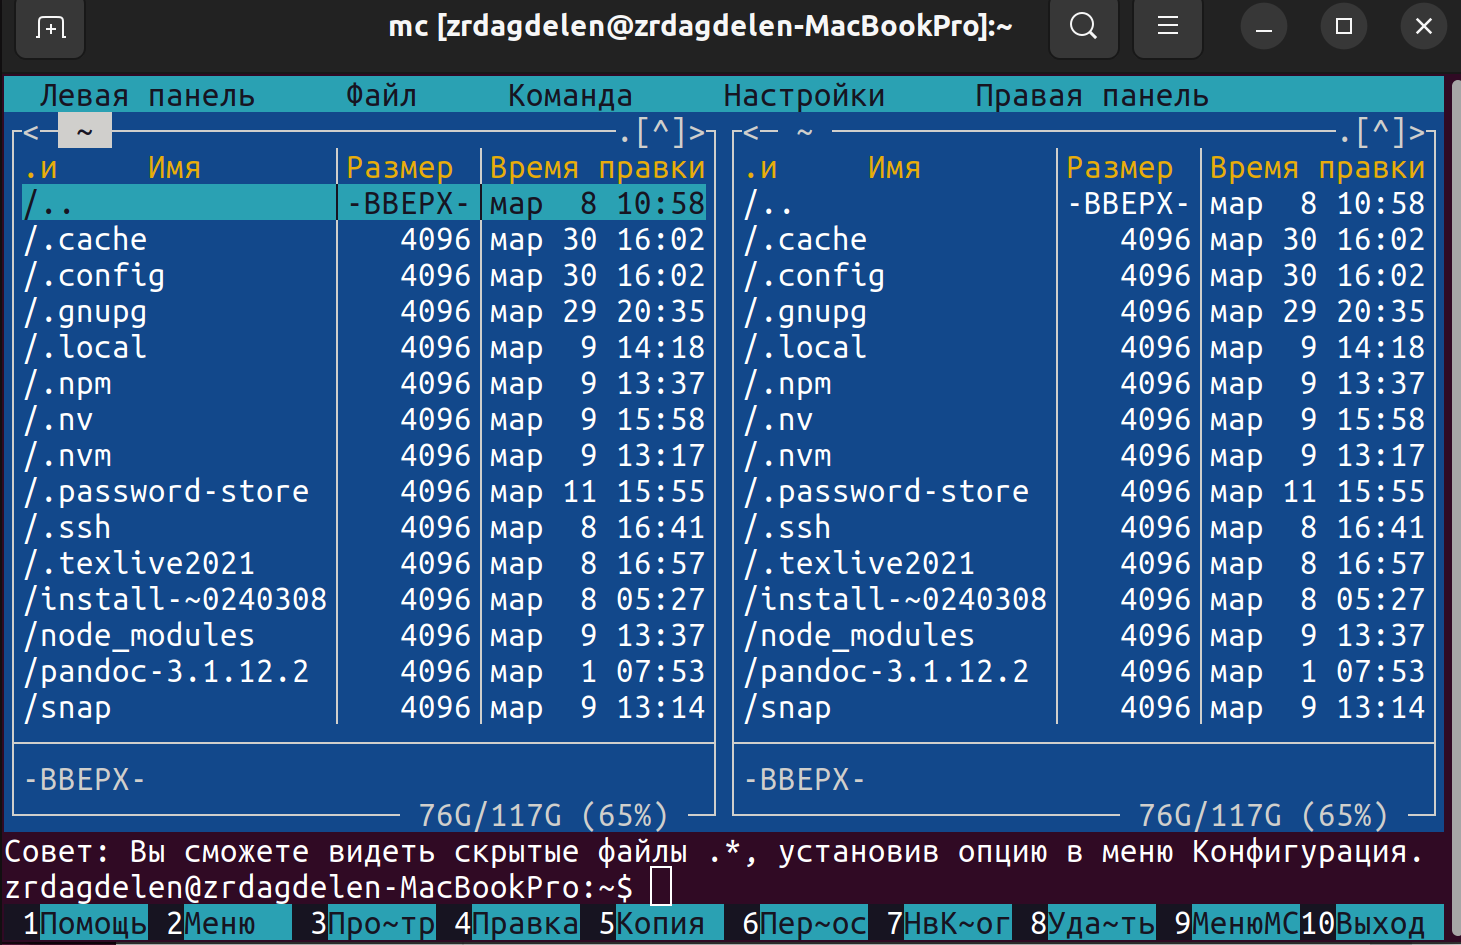 mc [zrdagdelen@zrdagdelen-MacBookPro]:~
Левая панель Файл Команда Настройки Правая панель
<- ~ .[^]> <- ~ .[^]>
.и Имя Размер Время правки .и Имя Размер Время правки
/.. -ВВЕРХ- мар 8 10:58 /.. -ВВЕРХ- мар 8 10:58
/.cache 4096 мар 30 16:02 /.cache 4096 мар 30 16:02
/.config 4096 мар 30 16:02 /.config 4096 мар 30 16:02
/.gnupg 4096 мар 29 20:35 /.gnupg 4096 мар 29 20:35
/.local 4096 мар 9 14:18 /.local 4096 мар 9 14:18
/.npm 4096 мар 9 13:37 /.npm 4096 мар 9 13:37
/.nv 4096 мар 9 15:58 /.nv 4096 мар 9 15:58
/.nvm 4096 мар 9 13:17 /.nvm 4096 мар 9 13:17
/.password-store 4096 мар 11 15:55 /.password-store 4096 мар 11 15:55
/.ssh 4096 мар 8 16:41 /.ssh 4096 мар 8 16:41
/.texlive2021 4096 мар 8 16:57 /.texlive2021 4096 мар 8 16:57
/install-~0240308 4096 мар 8 05:27 /install-~0240308 4096 мар 8 05:27
/node_modules 4096 мар 9 13:37 /node_modules 4096 мар 9 13:37
/pandoc-3.1.12.2 4096 мар 1 07:53 /pandoc-3.1.12.2 4096 мар 1 07:53
/snap 4096 мар 9 13:14 /snap 4096 мар 9 13:14
-ВВЕРХ- -ВВЕРХ-
76G/117G (65%) 76G/117G (65%)
Совет: Вы сможете видеть скрытые файлы .*, установив опцию в меню Конфигурация.
zrdagdelen@zrdagdelen-MacBookPro:~$
1Помощь 2Меню 3Про~тр 4Правка 5Копия 6Пер~ос 7НвК~ог 8Уда~ть 9МенюMC10Выход